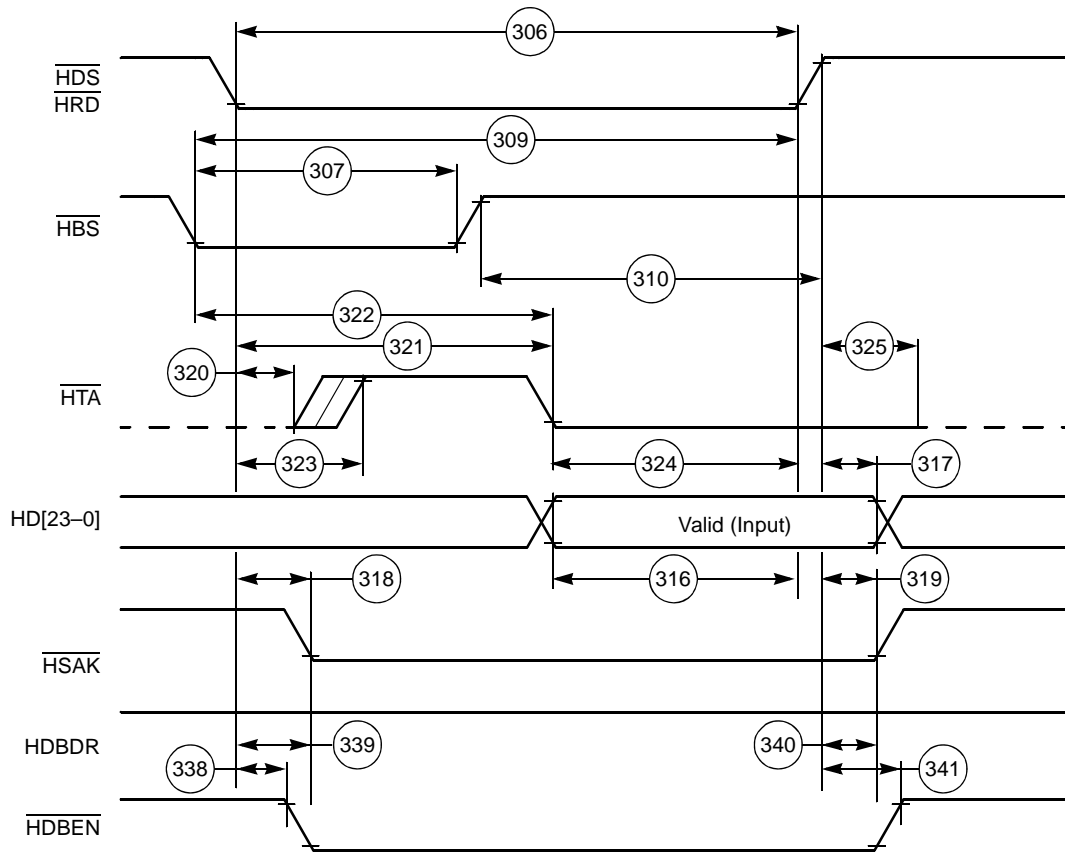 306
HDS
HRD
309
307
HBS
310
322
321
325
320
HTA
323
324
317
HD[23–0]
Valid (Input)
318
316
319
HSAK
HDBDR
339
340
338
341
HDBEN